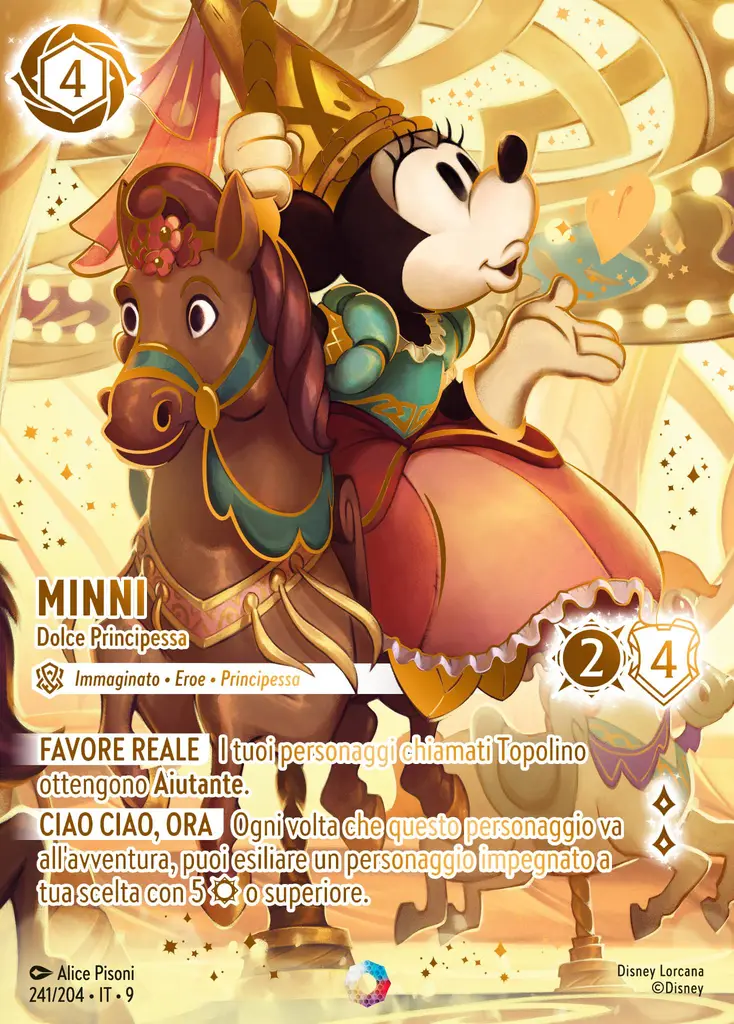 4
MINNI
Dolce Principessa
Immaginato • Eroe • Principessa
2
4
FAVORE REALE I tuoi personaggi chiamati Topolino
ottengono Aiutante.
CIAO CIAO, ORA Ogni volta che questo personaggio va
all'avventura, puoi esiliare un personaggio impegnato a
tua scelta con 5 o superiore.
Alice Pisoni
241/204 • IT • 9
Disney Lorcana
©Disney